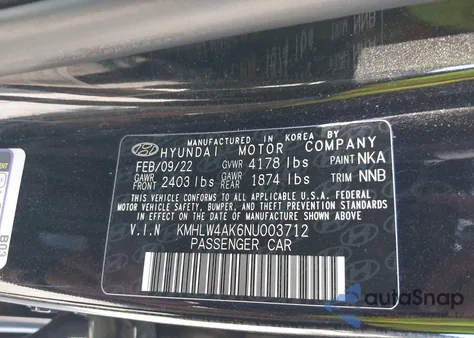 MANUFACTURED IN KOREA BY
HYUNDAI MOTOR COMPANY
FEB/09/22 GVWR 4178 lbs PAINT NKA
GAWR FRONT 2403 lbs GAWR REAR 1874 lbs TRIM NNB
THIS VEHICLE CONFORMS TO ALL APPLICABLE U.S.A. FEDERAL
MOTOR VEHICLE SAFETY, BUMPER, AND THEFT PREVENTION
STANDARDS IN EFFECT ON THE DATE OF MANUFACTURE SHOWN ABOVE.
V.I.N KMHLW4AK6NU003712
PASSENGER CAR
autoSnap